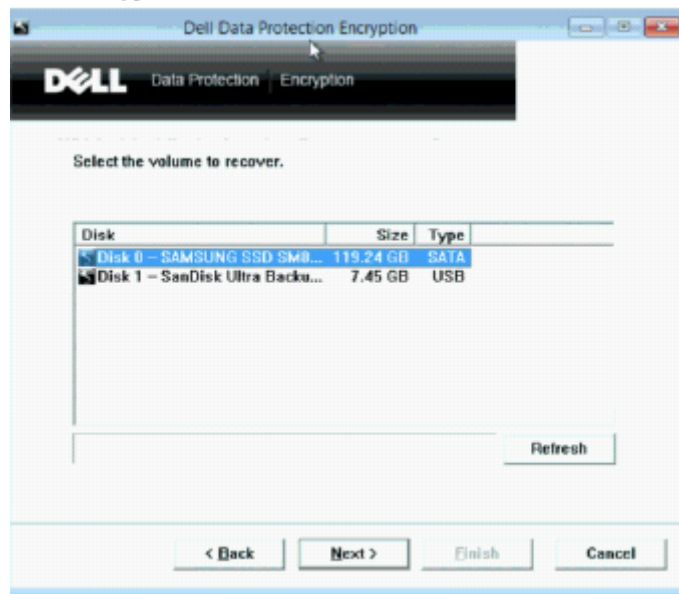 Dell Data Protection Encryption
DELL Data Protection | Encryption
Select the volume to recover.
Disk Size Type
Disk 0 – SAMSUNG SSD SM8... 119.24 GB SATA
Disk 1 – SanDisk Ultra Backu... 7.45 GB USB
Refresh
< Back Next > Finish Cancel